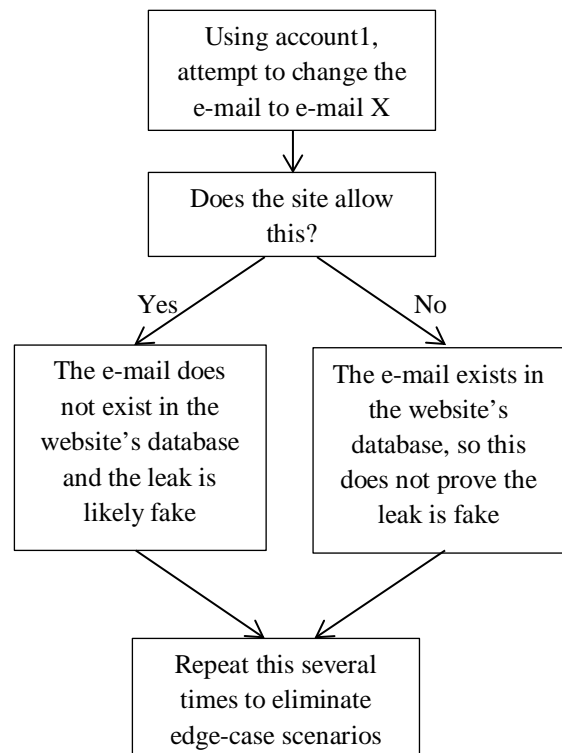 Using account1,
attempt to change the
e-mail to e-mail X
Does the site allow
this?
Yes
No
The e-mail does
not exist in the
website's database
and the leak is
likely fake
The e-mail exists in
the website's
database, so this
does not prove the
leak is fake
Repeat this several
times to eliminate
edge-case scenarios